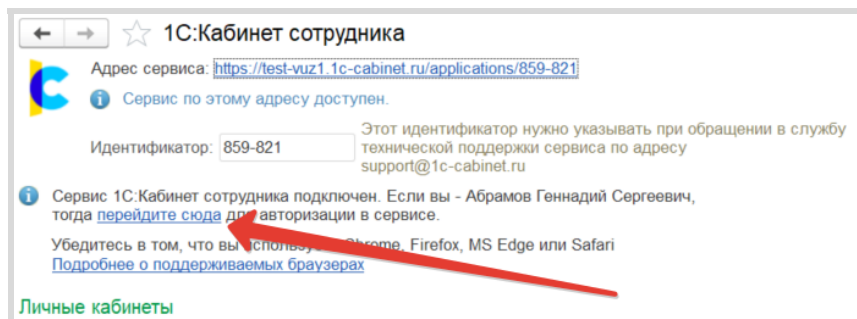 1С:Кабинет сотрудника
Адрес сервиса: https://test-vuz1.1c-cabinet.ru/applications/859-821
Сервис по этому адресу доступен.
Идентификатор: 859-821
Этот идентификатор нужно указывать при обращении в службу
технической поддержки сервиса по адресу
support@1c-cabinet.ru
Сервис 1С:Кабинет сотрудника подключен. Если вы - Абрамов Геннадий Сергеевич,
тогда перейдите сюда для авторизации в сервисе.
Убедитесь в том, что вы Chrome, Firefox, MS Edge или Safari
Подробнее о поддерживаемых браузерах
Личные кабинеты